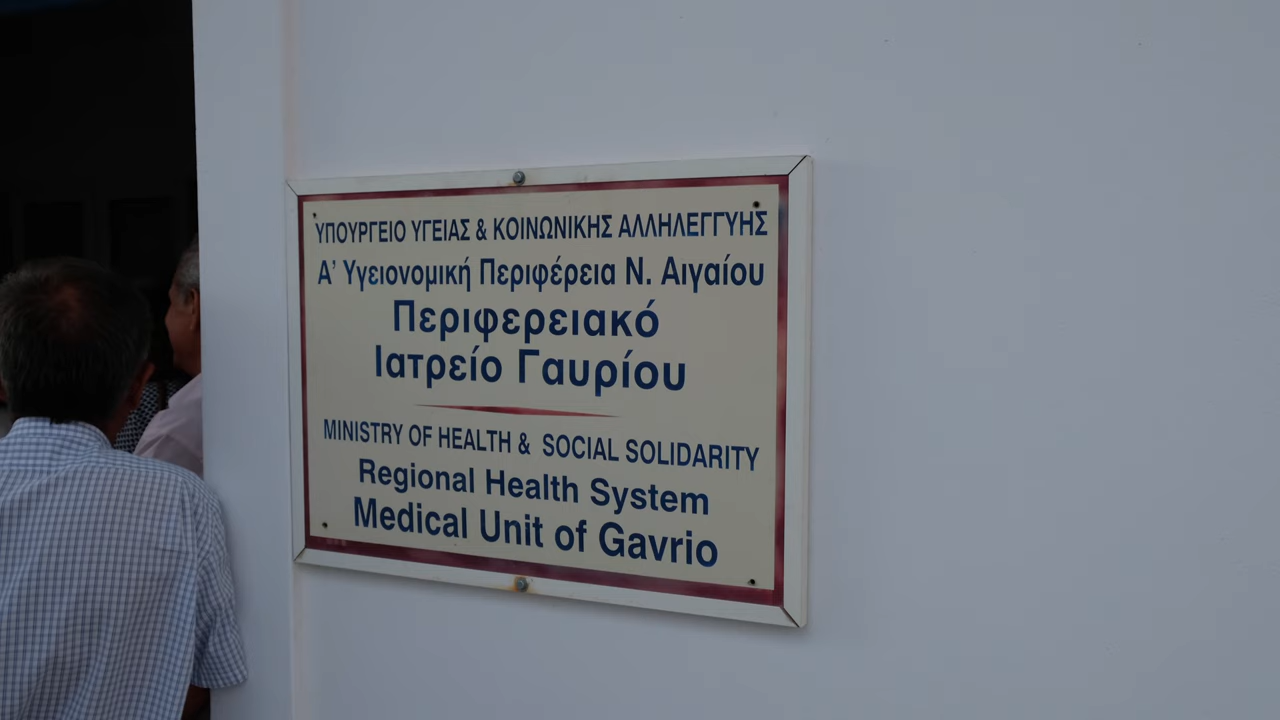 ΥΠΟΥΡΓΕΙΟ ΥΓΕΙΑΣ & ΚΟΙΝΩΝΙΚΗΣ ΑΛΛΗΛΕΓΓΥΗΣ
Α' Υγειονομική Περιφέρεια Ν. Αιγαίου
Περιφερειακό
Ιατρείο Γαυρίου
MINISTRY OF HEALTH & SOCIAL SOLIDARITY
Regional Health System
Medical Unit of Gavrio